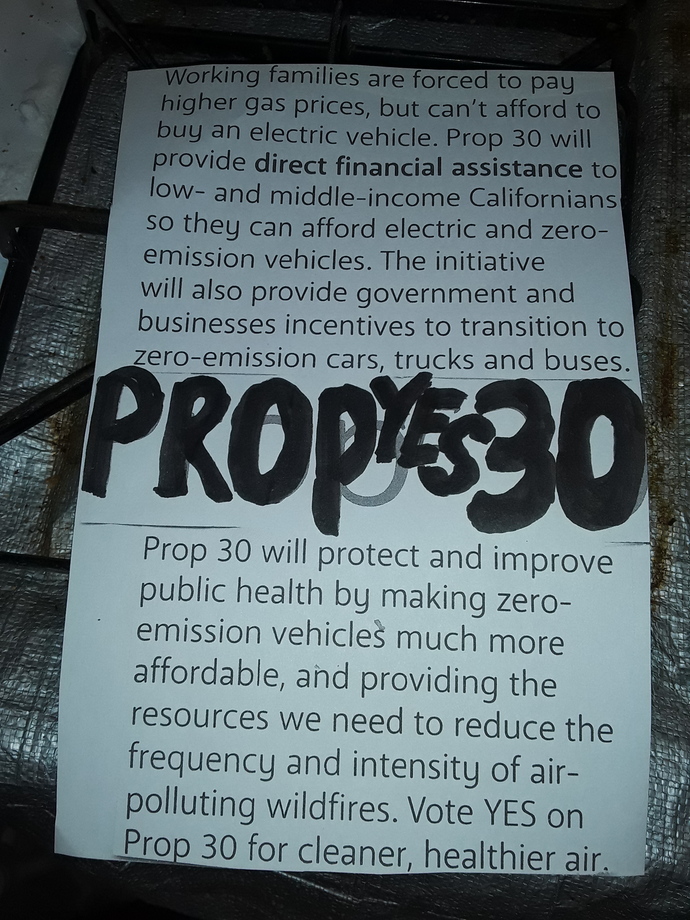 Working families are forced to pay
higher gas prices, but can't afford to
buy an electric vehicle. Prop 30 will
provide direct financial assistance to
low- and middle-income Californians
so they can afford electric and zero-
emission vehicles. The initiative
will also provide government and
businesses incentives to transition to
zero-emission cars, trucks and buses.
PROP YES 30
Prop 30 will protect and improve
public health by making zero-
emission vehicles much more
affordable, and providing the
resources we need to reduce the
frequency and intensity of air-
polluting wildfires. Vote YES on
Prop 30 for cleaner, healthier air.